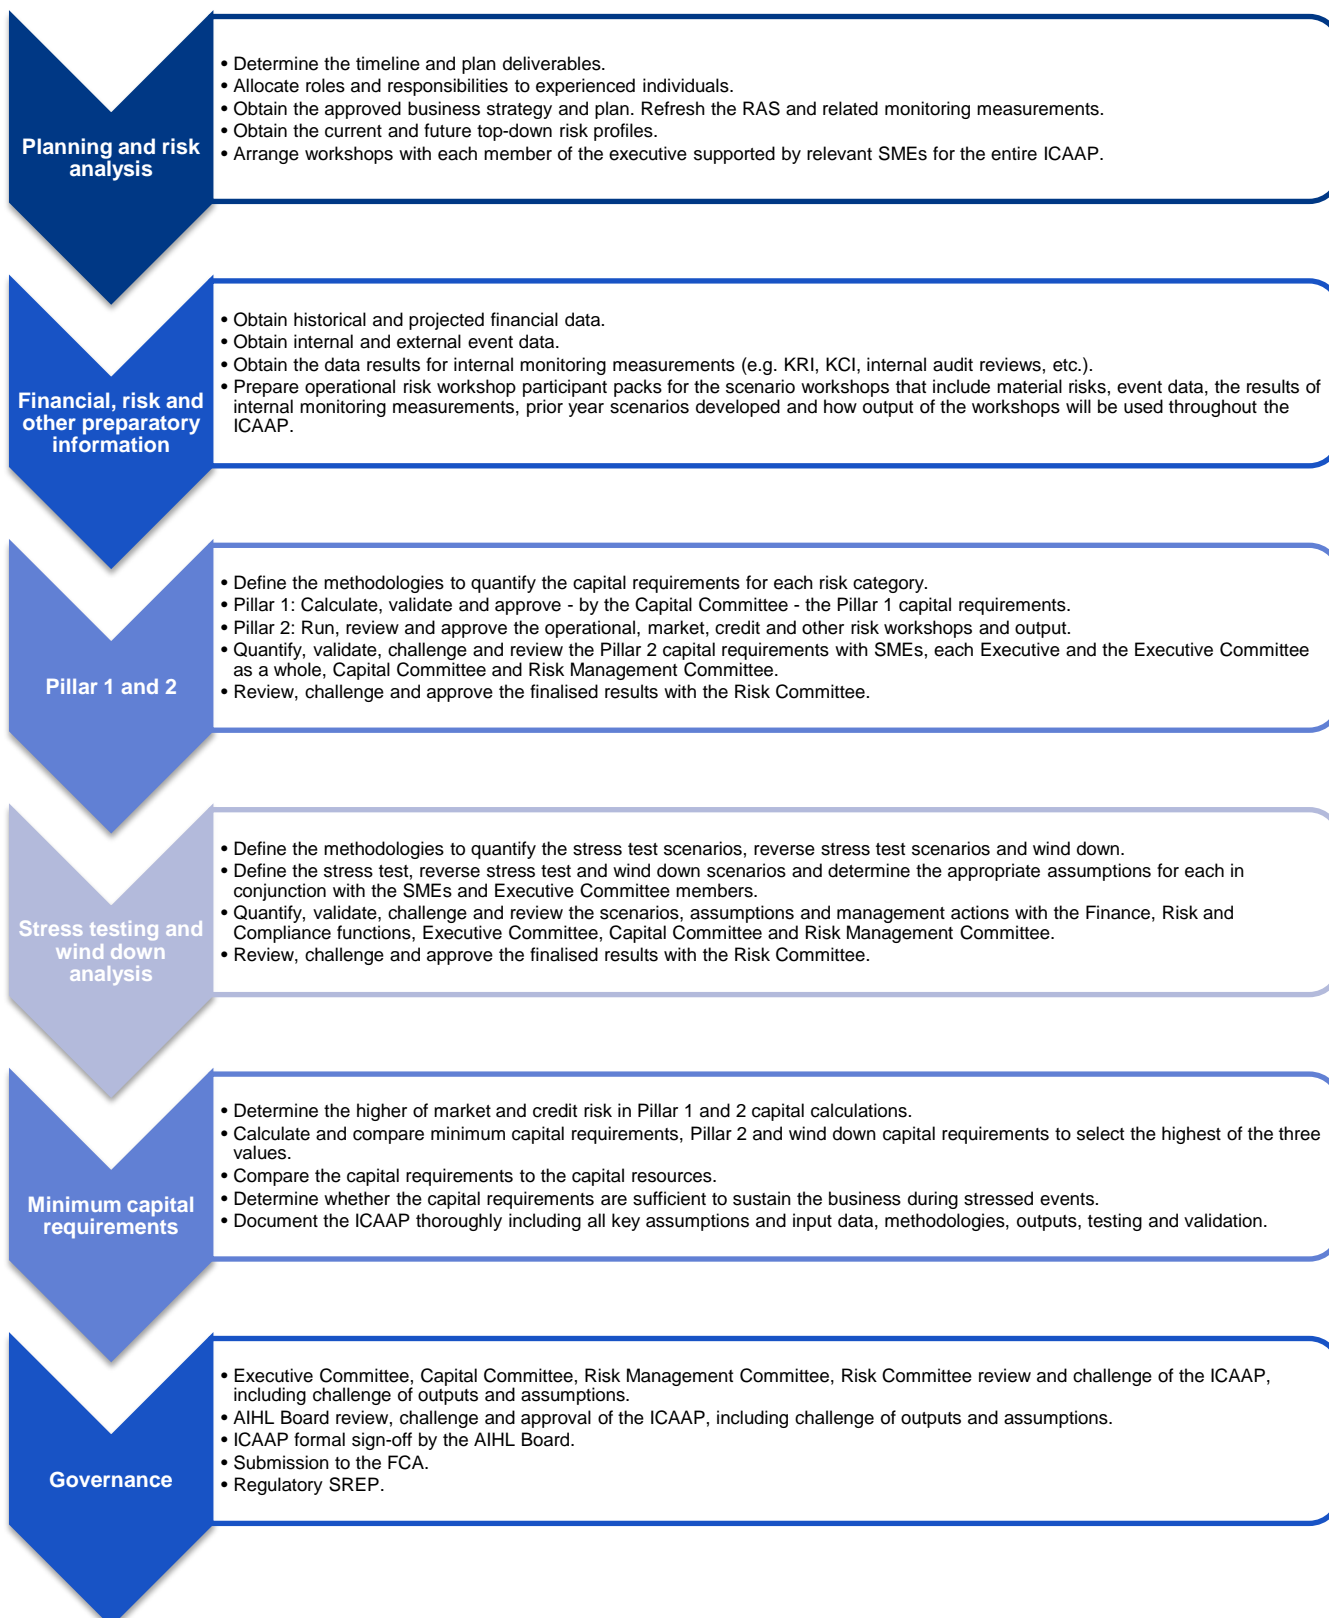 Planning and risk
analysis
• Determine the timeline and plan deliverables.
• Allocate roles and responsibilities to experienced individuals.
• Obtain the approved business strategy and plan. Refresh the RAS and related monitoring measurements.
• Obtain the current and future top-down risk profiles.
• Arrange workshops with each member of the executive supported by relevant SMEs for the entire ICAAP.
Financial, risk and
other preparatory
information
• Obtain historical and projected financial data.
• Obtain internal and external event data.
• Obtain the data results for internal monitoring measurements (e.g. KRI, KCI, internal audit reviews, etc.).
• Prepare operational risk workshop participant packs for the scenario workshops that include material risks, event data, the results of
internal monitoring measurements, prior year scenarios developed and how output of the workshops will be used throughout the
ICAAP.
Pillar 1 and 2
• Define the methodologies to quantify the capital requirements for each risk category.
• Pillar 1: Calculate, validate and approve - by the Capital Committee - the Pillar 1 capital requirements.
• Pillar 2: Run, review and approve the operational, market, credit and other risk workshops and output.
• Quantify, validate, challenge and review the Pillar 2 capital requirements with SMEs, each Executive and the Executive Committee
as a whole, Capital Committee and Risk Management Committee.
• Review, challenge and approve the finalised results with the Risk Committee.
Stress testing and
wind down
analysis
• Define the methodologies to quantify the stress test scenarios, reverse stress test scenarios and wind down.
• Define the stress test, reverse stress test and wind down scenarios and determine the appropriate assumptions for each in
conjunction with the SMEs and Executive Committee members.
• Quantify, validate, challenge and review the scenarios, assumptions and management actions with the Finance, Risk and
Compliance functions, Executive Committee, Capital Committee and Risk Management Committee.
• Review, challenge and approve the finalised results with the Risk Committee.
Minimum capital
requirements
• Determine the higher of market and credit risk in Pillar 1 and 2 capital calculations.
• Calculate and compare minimum capital requirements, Pillar 2 and wind down capital requirements to select the highest of the three
values.
• Compare the capital requirements to the capital resources.
• Determine whether the capital requirements are sufficient to sustain the business during stressed events.
• Document the ICAAP thoroughly including all key assumptions and input data, methodologies, outputs, testing and validation.
Governance
• Executive Committee, Capital Committee, Risk Management Committee, Risk Committee review and challenge of the ICAAP,
including challenge of outputs and assumptions.
• AIHL Board review, challenge and approval of the ICAAP, including challenge of outputs and assumptions.
• ICAAP formal sign-off by the AIHL Board.
• Submission to the FCA.
• Regulatory SREP.